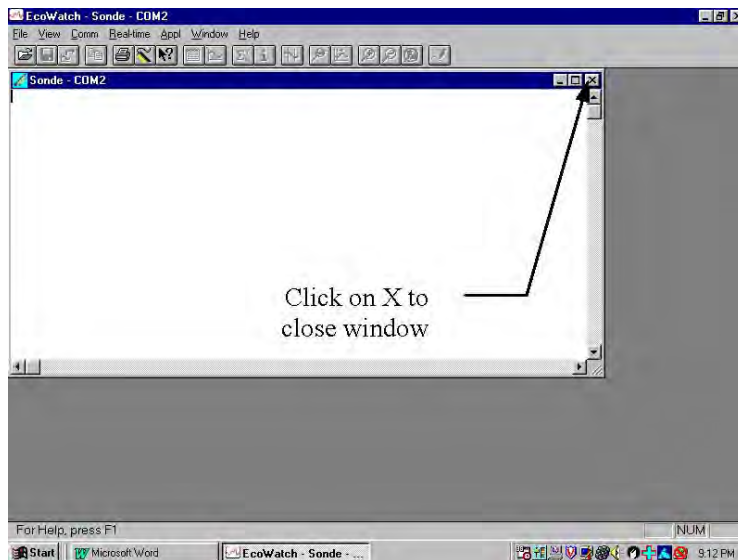 EcoWatch - Sonde - COM2
File View Comm Real-time Appl Window Help
Sonde - COM2
Click on X to
close window
For Help, press F1
NUM
Start Microsoft Word EcoWatch - Sonde - ... 9:12 PM